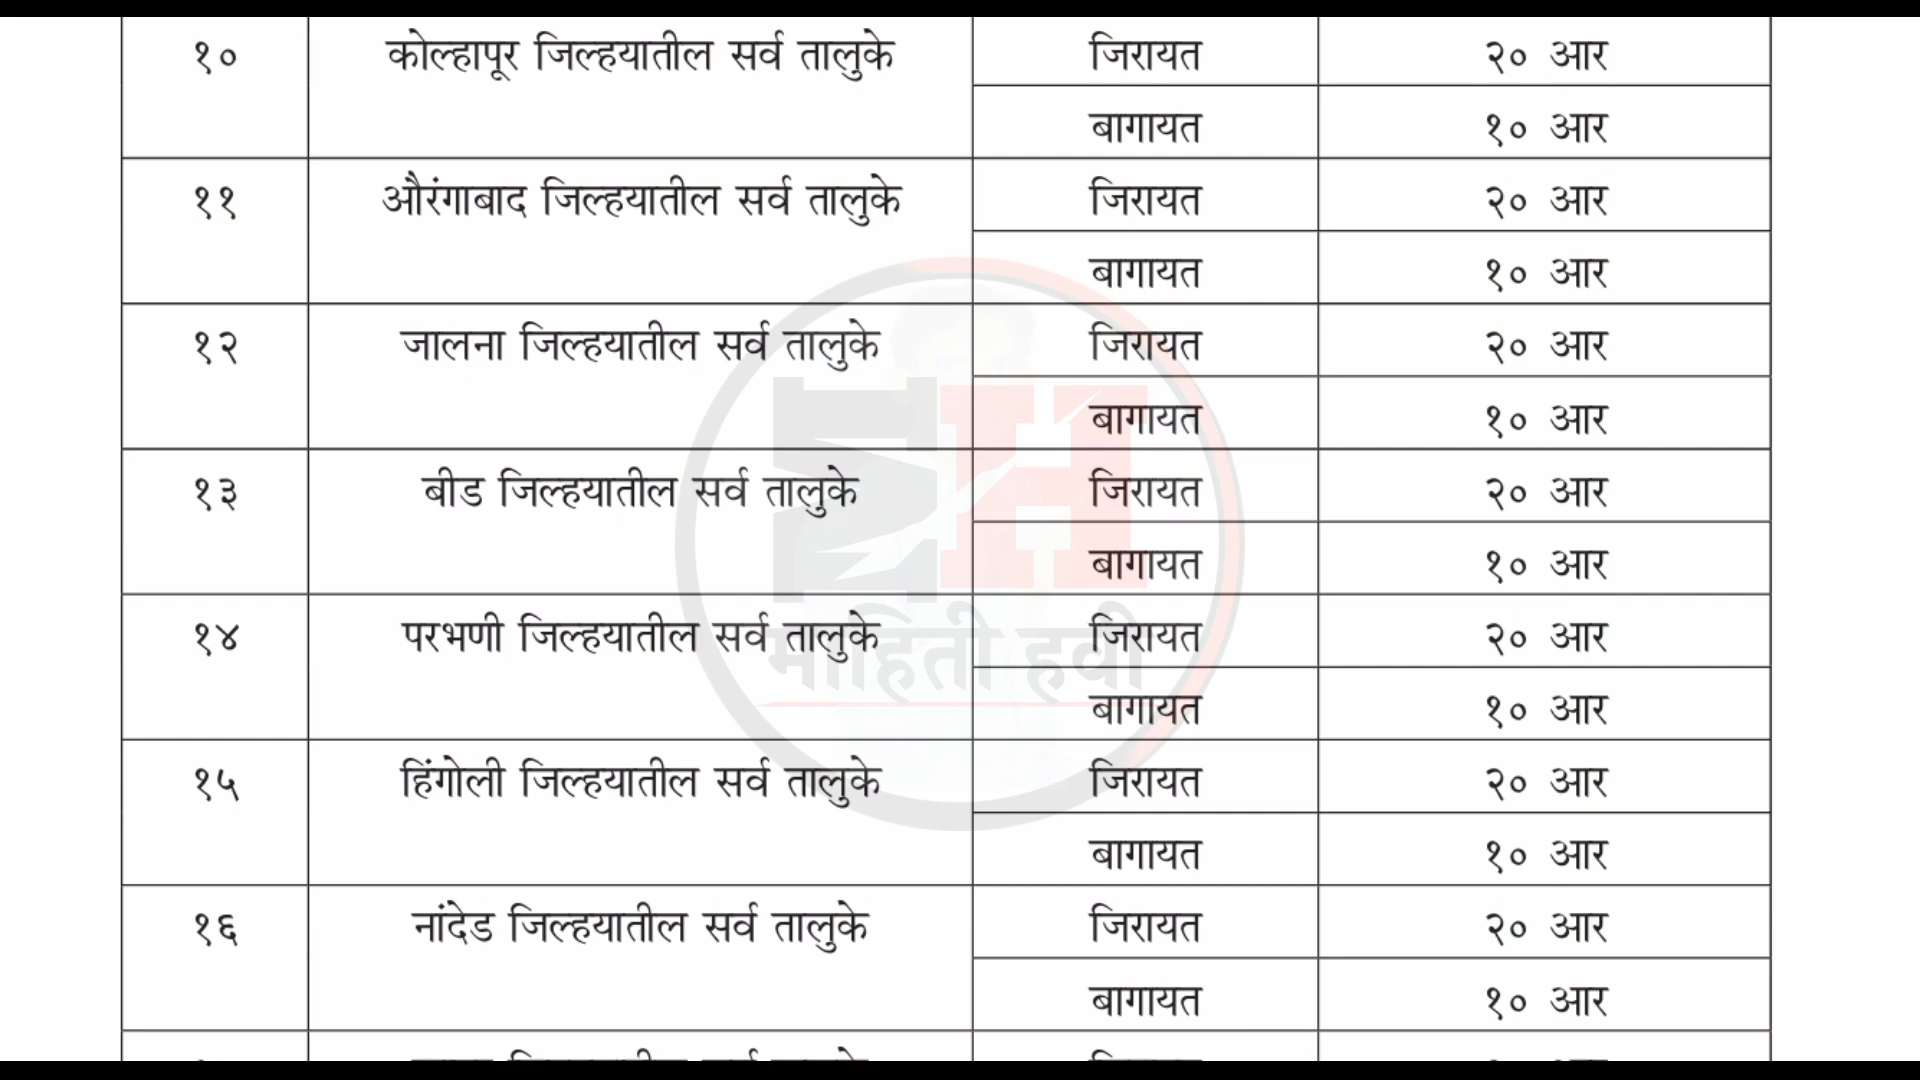 १० कोल्हापूर जिल्हयातील सर्व तालुके जिरायत २० आर
बागायत १० आर
११ औरंगाबाद जिल्हयातील सर्व तालुके जिरायत २० आर
बागायत १० आर
१२ जालना जिल्हयातील सर्व तालुके जिरायत २० आर
बागायत १० आर
१३ बीड जिल्हयातील सर्व तालुके जिरायत २० आर
बागायत १० आर
१४ परभणी जिल्हयातील सर्व तालुके जिरायत २० आर
माहिती हवी
बागायत १० आर
१५ हिंगोली जिल्हयातील सर्व तालुके जिरायत २० आर
बागायत १० आर
१६ नांदेड जिल्हयातील सर्व तालुके जिरायत २० आर
बागायत १० आर